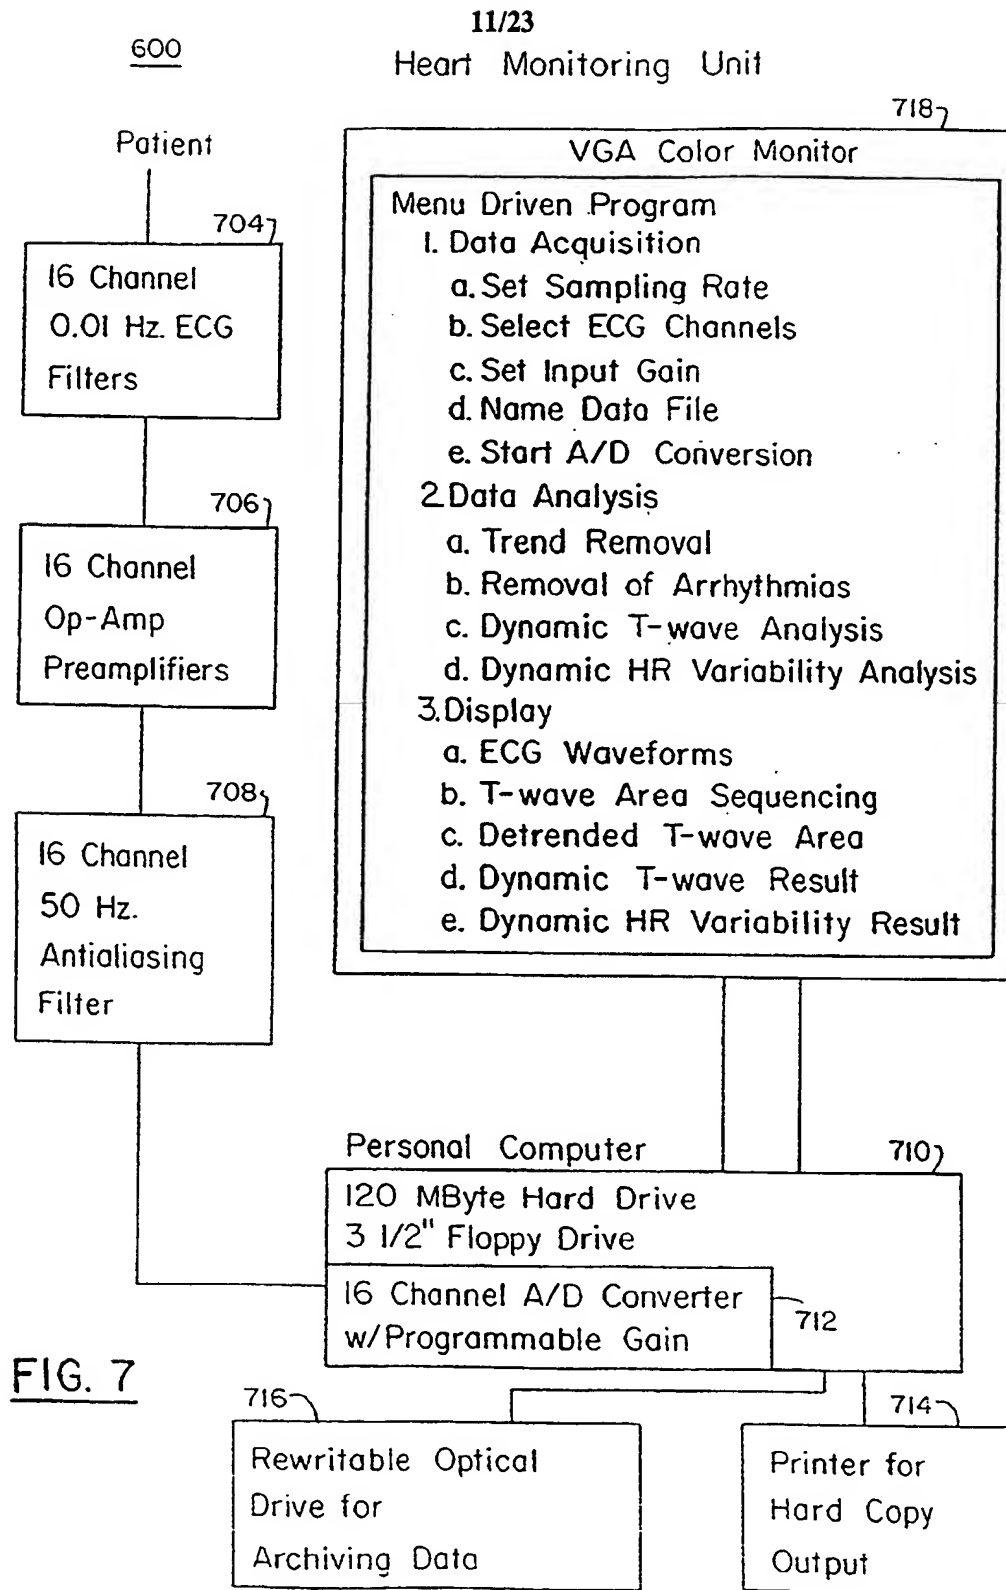 11/23
600
Heart Monitoring Unit
Patient
704
16 Channel
0.01 Hz. ECG
Filters
706
16 Channel
Op-Amp
Preamplifiers
708
16 Channel
50 Hz.
Antialiasing
Filter
718
VGA Color Monitor
Menu Driven Program
1. Data Acquisition
a. Set Sampling Rate
b. Select ECG Channels
c. Set Input Gain
d. Name Data File
e. Start A/D Conversion
2. Data Analysis
a. Trend Removal
b. Removal of Arrhythmias
c. Dynamic T-wave Analysis
d. Dynamic HR Variability Analysis
3. Display
a. ECG Waveforms
b. T-wave Area Sequencing
c. Detrended T-wave Area
d. Dynamic T-wave Result
e. Dynamic HR Variability Result
Personal Computer
710
120 MByte Hard Drive
3 1/2" Floppy Drive
16 Channel A/D Converter
w/Programmable Gain
712
FIG. 7
716
Rewritable Optical
Drive for
Archiving Data
714
Printer for
Hard Copy
Output